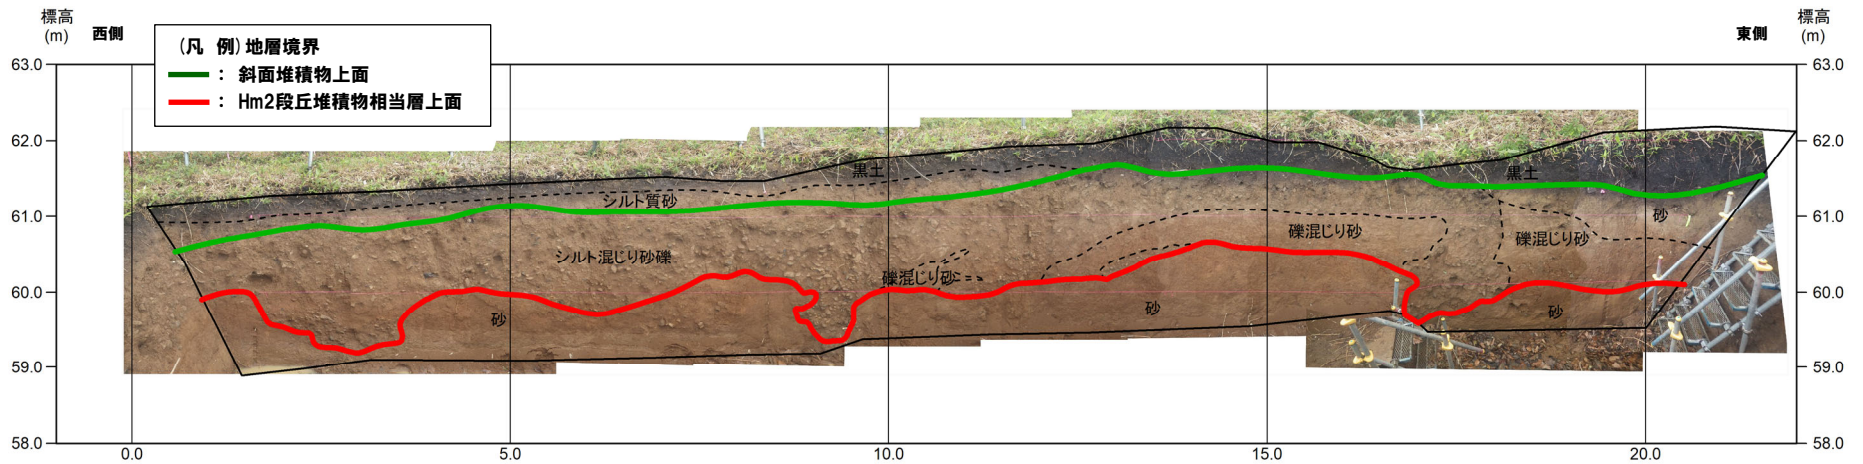 標高
(m)
西側
(凡 例)地層境界
: 斜面堆積物上面
: Hm2段丘堆積物相当層上面
東側
標高
(m)
63.0
63.0
62.0
62.0
61.0
61.0
60.0
60.0
59.0
59.0
58.0
58.0
黒土
黒土
シルト質砂
砂
シルト混じり砂礫
礫混じり砂
礫混じり砂
礫混じり砂
砂
砂
砂
0.0
5.0
10.0
15.0
20.0